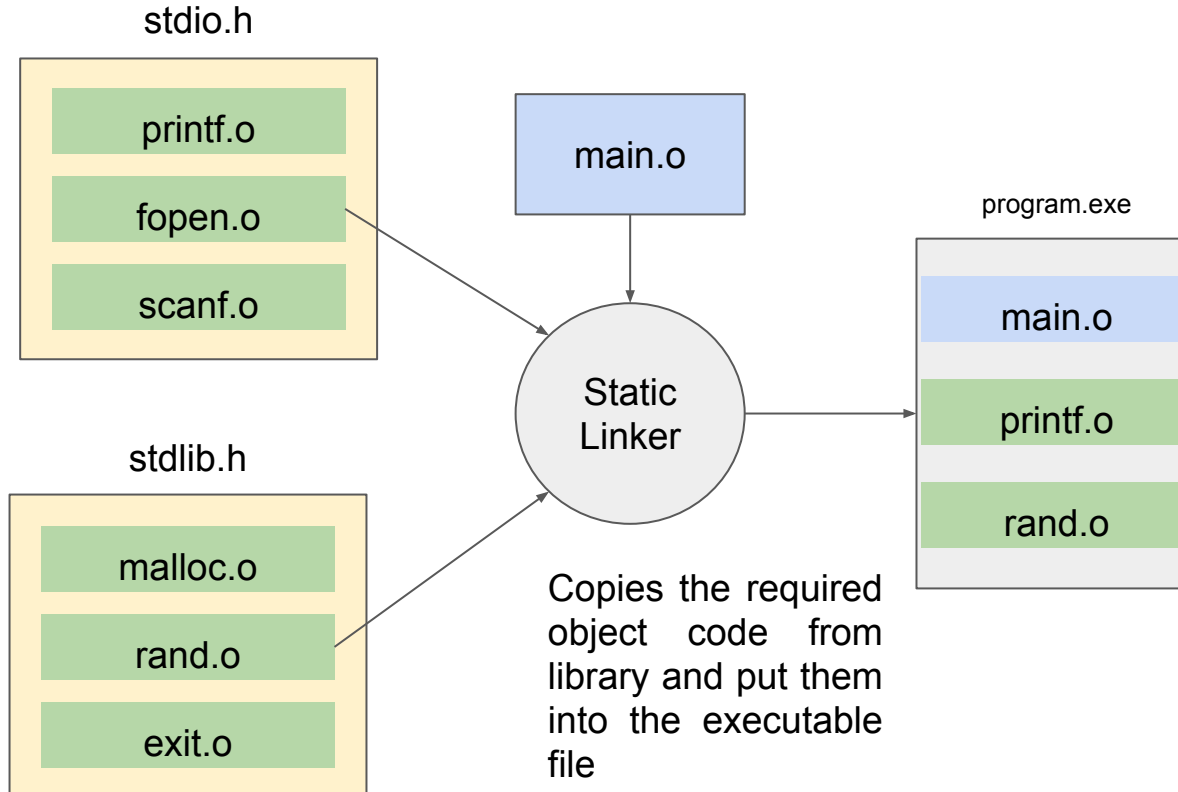 stdio.h
printf.o
fopen.o
scanf.o
stdlib.h
malloc.o
rand.o
exit.o
main.o
Static
Linker
Copies the required
object code from
library and put them
into the executable
file
program.exe
main.o
printf.o
rand.o